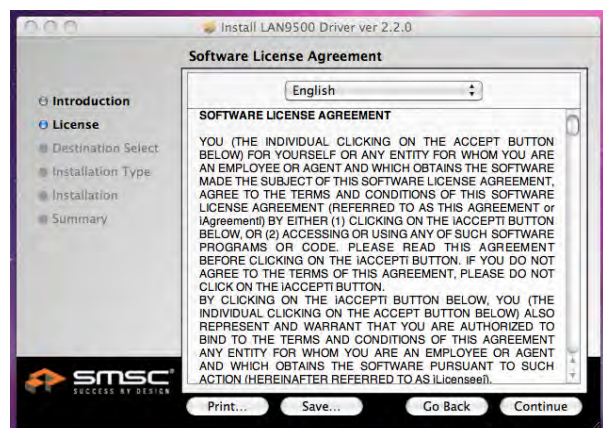 Install LAN9500 Driver ver 2.2.0
Software License Agreement
English
Introduction
License
Destination Select
Installation Type
Installation
Summary
SOFTWARE LICENSE AGREEMENT
YOU (THE INDIVIDUAL CLICKING ON THE ACCEPT BUTTON
BELOW) FOR YOURSELF OR ANY ENTITY FOR WHOM YOU ARE
AN EMPLOYEE OR AGENT AND WHICH OBTAINS THE SOFTWARE
MADE THE SUBJECT OF THIS SOFTWARE LICENSE AGREEMENT,
AGREE TO THE TERMS AND CONDITIONS OF THIS SOFTWARE
LICENSE AGREEMENT (REFERRED TO AS THIS AGREEMENT or
ìAgreementî) BY EITHER (1) CLICKING ON THE ìACCEPTî BUTTON
BELOW, OR (2) ACCESSING OR USING ANY OF SUCH SOFTWARE
PROGRAMS OR CODE. PLEASE READ THIS AGREEMENT
BEFORE CLICKING ON THE ìACCEPTî BUTTON. IF YOU DO NOT
AGREE TO THE TERMS OF THIS AGREEMENT, PLEASE DO NOT
CLICK ON THE ìACCEPTî BUTTON.
BY CLICKING ON THE ìACCEPTî BUTTON BELOW, YOU (THE
INDIVIDUAL CLICKING ON THE ACCEPT BUTTON BELOW) ALSO
REPRESENT AND WARRANT THAT YOU ARE AUTHORIZED TO
BIND TO THE TERMS AND CONDITIONS OF THIS AGREEMENT
ANY ENTITY FOR WHOM YOU ARE AN EMPLOYEE OR AGENT
AND WHICH OBTAINS THE SOFTWARE PURSUANT TO SUCH
ACTION (HEREINAFTER REFERRED TO AS ìLicenseeî).
smsc
SUCCESS BY DESIGN
Print...
Save...
Go Back
Continue